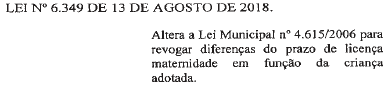 LEI Nº 6.349 DE 13 DE AGOSTO DE 2018.
Altera a Lei Municipal nº 4.615/2006 para
revogar diferenças do prazo de licença
maternidade em função da criança
adotada.